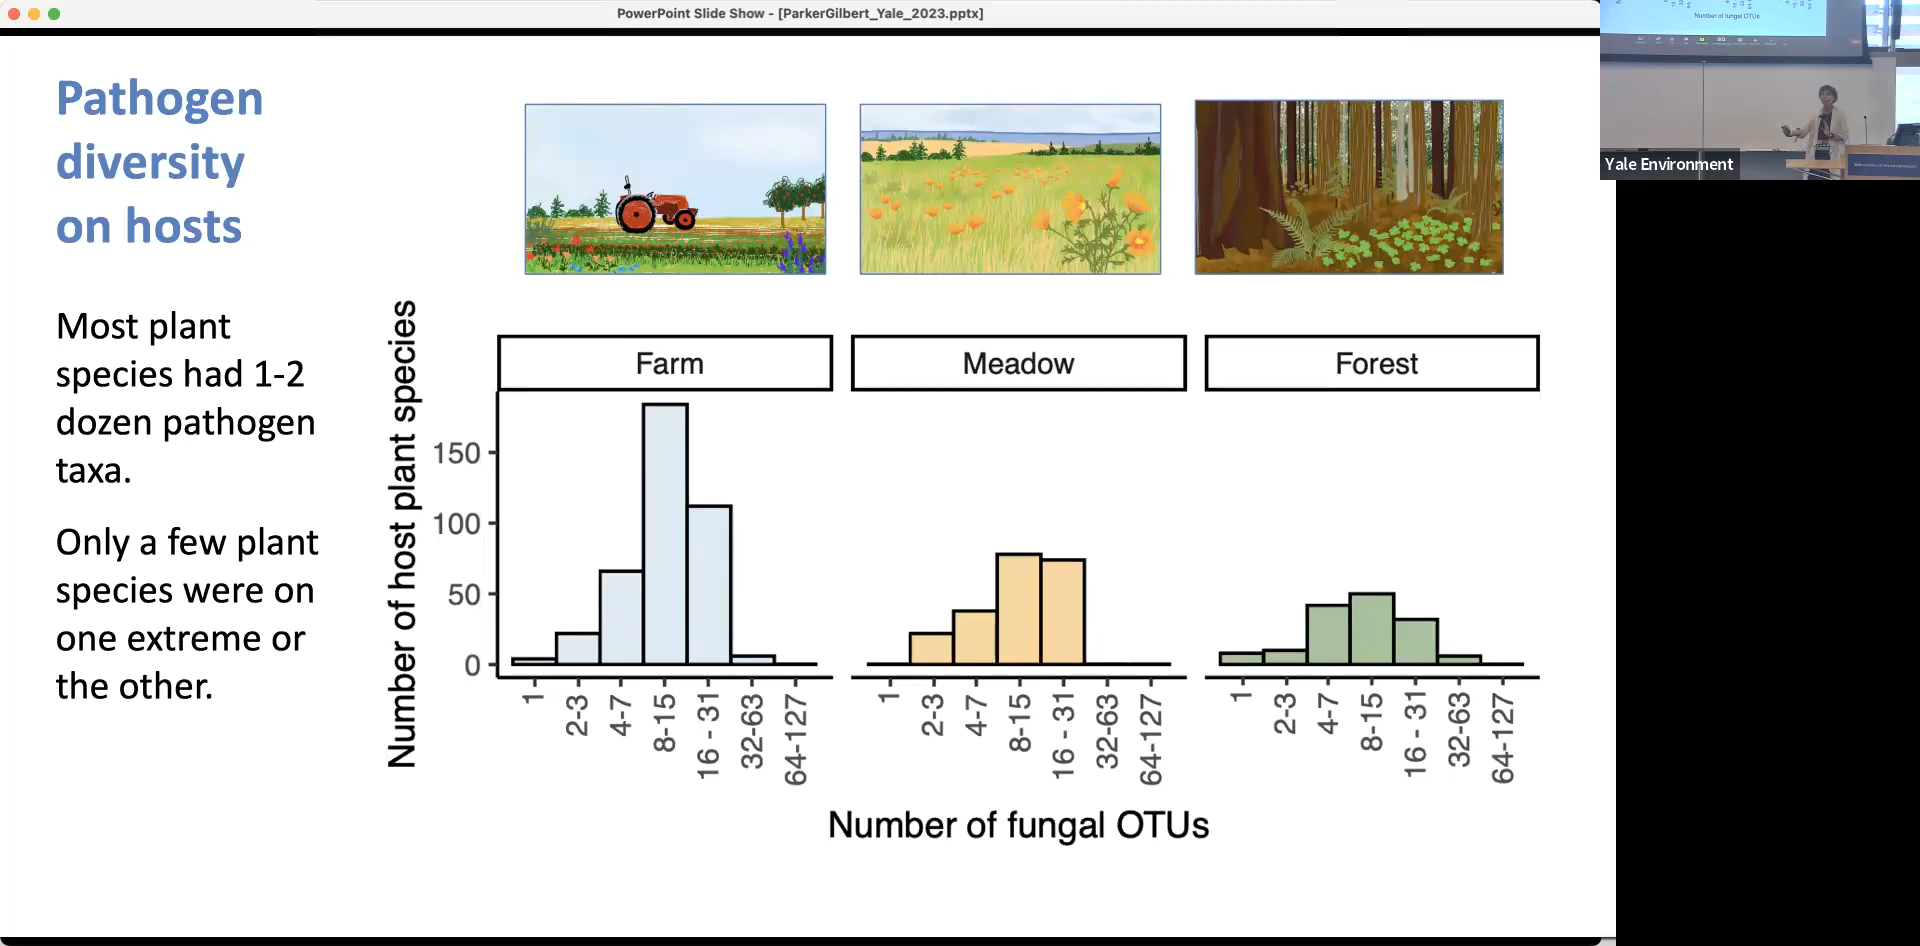 PowerPoint Slide Show - [ParkerGilbert_Yale_2023.pptx]
Number of fungal OTUs
Yale Environment
Pathogen
diversity
on hosts
Most plant
species had 1-2
dozen pathogen
taxa.
Only a few plant
species were on
one extreme or
the other.
Number of host plant species
Farm
Meadow
Forest
150
100
50
0
1
2-3
4-7
8-15
16 - 31
32-63
64-127
1
2-3
4-7
8-15
16 - 31
32-63
64-127
1
2-3
4-7
8-15
16 - 31
32-63
64-127
Number of fungal OTUs